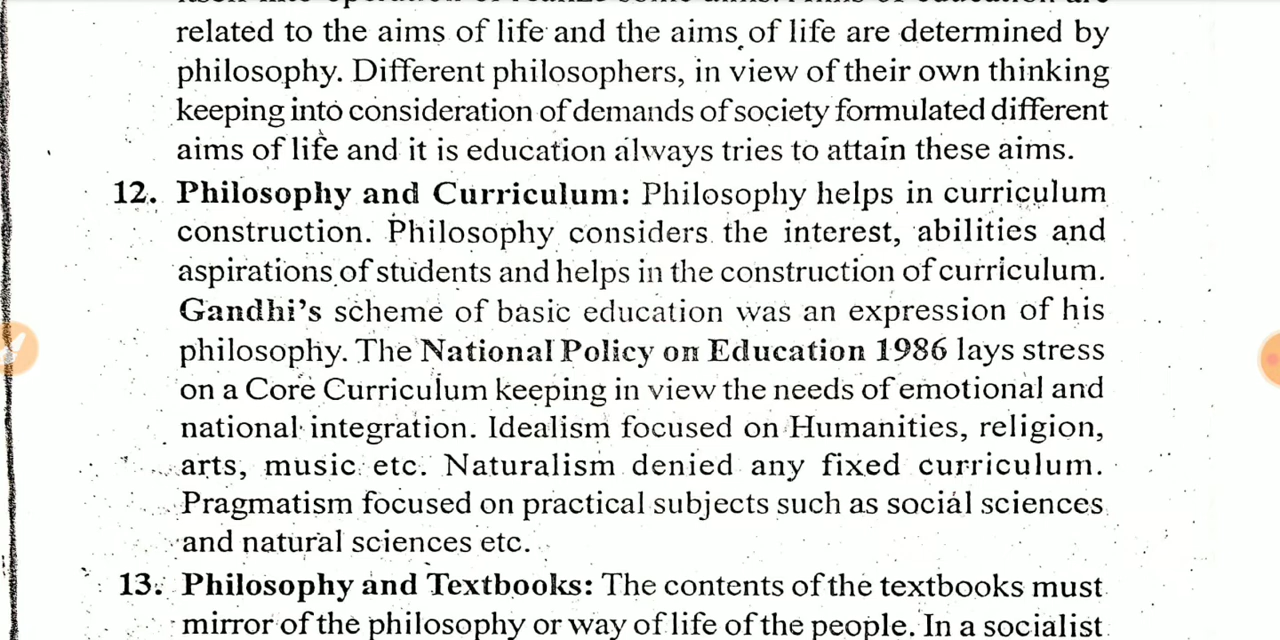 related to the aims of life and the aims of life are determined by
philosophy. Different philosophers, in view of their own thinking
keeping into consideration of demands of society formulated different
aims of life and it is education always tries to attain these aims.
12. Philosophy and Curriculum: Philosophy helps in curriculum
construction. Philosophy considers the interest, abilities and
aspirations of students and helps in the construction of curriculum.
Gandhi's scheme of basic education was an expression of his
philosophy. The National Policy on Education 1986 lays stress
on a Core Curriculum keeping in view the needs of emotional and
national integration. Idealism focused on Humanities, religion,
arts, music etc. Naturalism denied any fixed curriculum.
Pragmatism focused on practical subjects such as social sciences
and natural sciences etc.
13. Philosophy and Textbooks: The contents of the textbooks must
mirror of the philosophy or way of life of the people. In a socialist